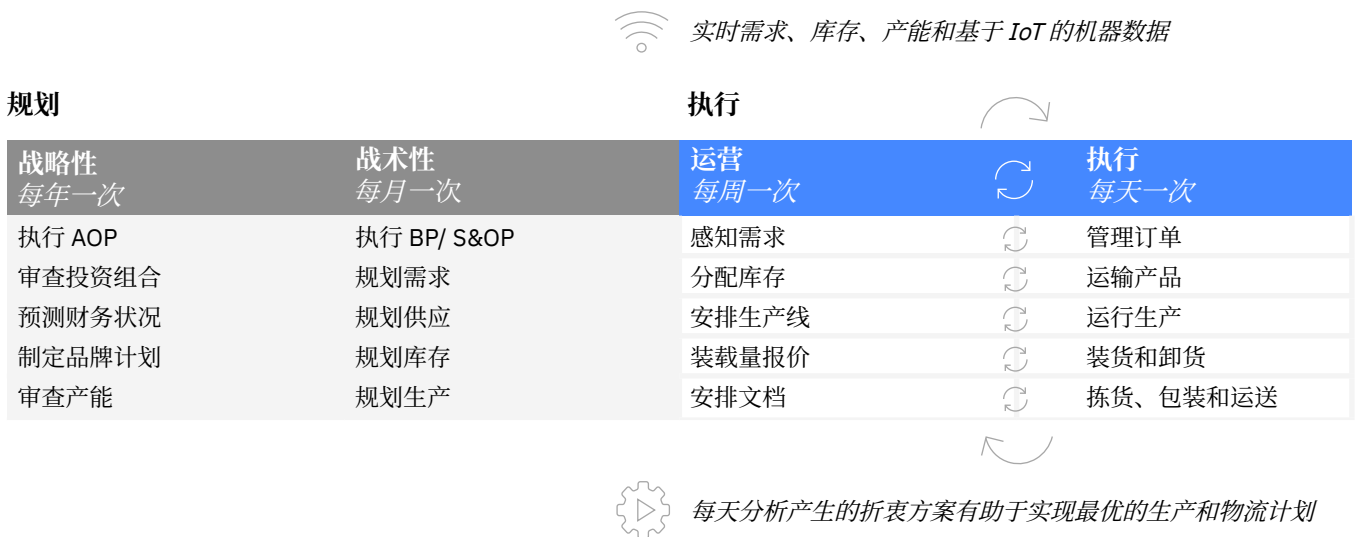 实时需求、库存、产能和基于 IoT 的机器数据
规划
执行
战略性
每年一次
战术性
每月一次
运营
每周一次
执行
每天一次
执行 AOP
执行 BP/ S&OP
感知需求
管理订单
审查投资组合
规划需求
分配库存
运输产品
预测财务状况
规划供应
安排生产线
运行生产
制定品牌计划
规划库存
装载量报价
装货和卸货
审查产能
规划生产
安排文档
拣货、包装和运送
每天分析产生的折衷方案有助于实现最优的生产和物流计划